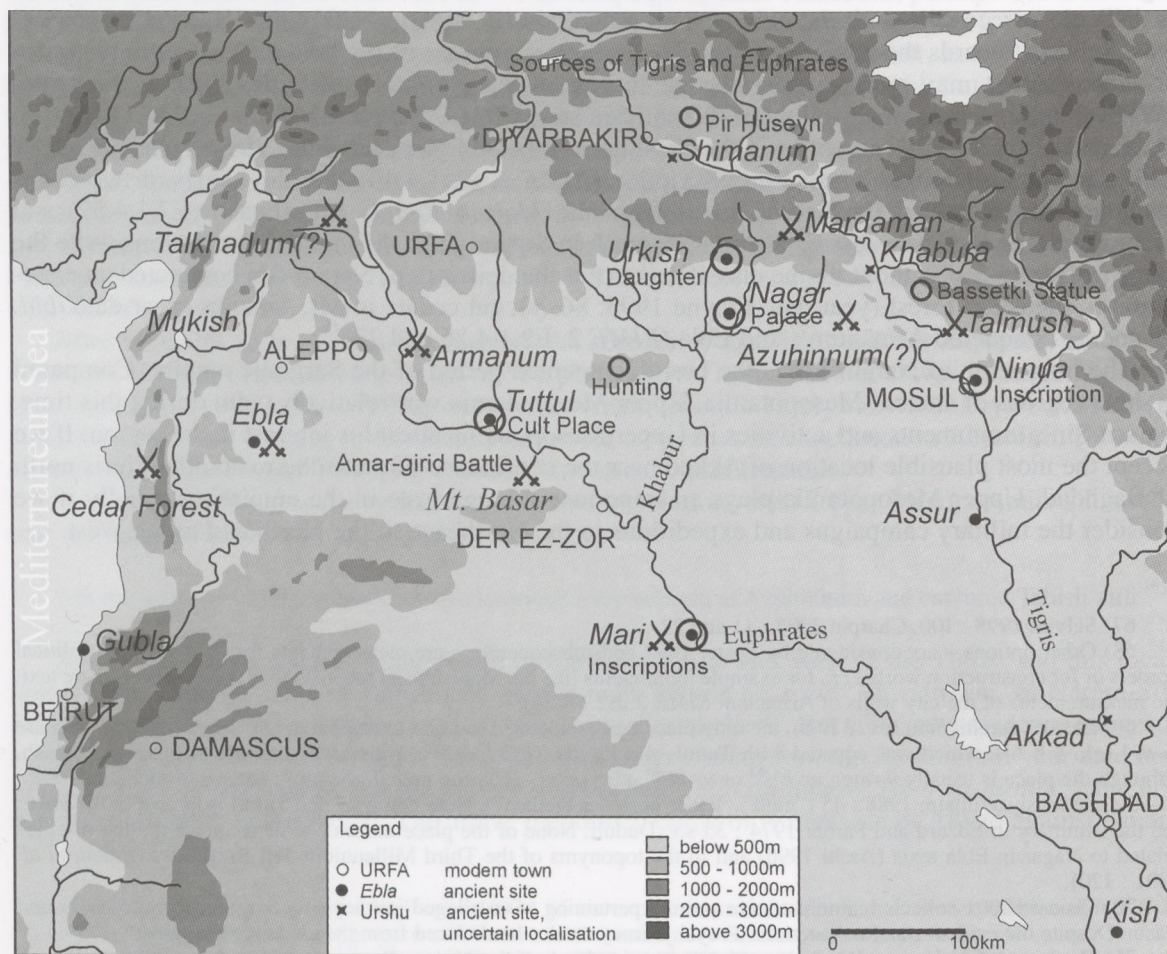 Sources of Tigris and Euphrates
DIYARBAKIR
Pir Hüseyn
Shimanum
Talkhadum(?)
URFA
Urkish
Daughter
Mardaman
Khabura
Bassetki Statue
Nagar
Palace
Mukish
ALEPPO
Armanum
Azuhinnum(?)
Talmush
Hunting
MOSUL
Ninua
Inscription
Mediterranean Sea
Ebla
Tuttul
Cult Place
Khabur
Amar-girid Battle
Mt. Basar
Cedar Forest
Assur
DER EZ-ZOR
Tigris
Mari
Inscriptions
Euphrates
Gubla
BEIRUT
DAMASCUS
Akkad
BAGHDAD
Legend
URFA modern town
Ebla ancient site
Urshu ancient site,
uncertain localisation
below 500m
500 - 1000m
1000 - 2000m
2000 - 3000m
above 3000m
0 100km
Kish